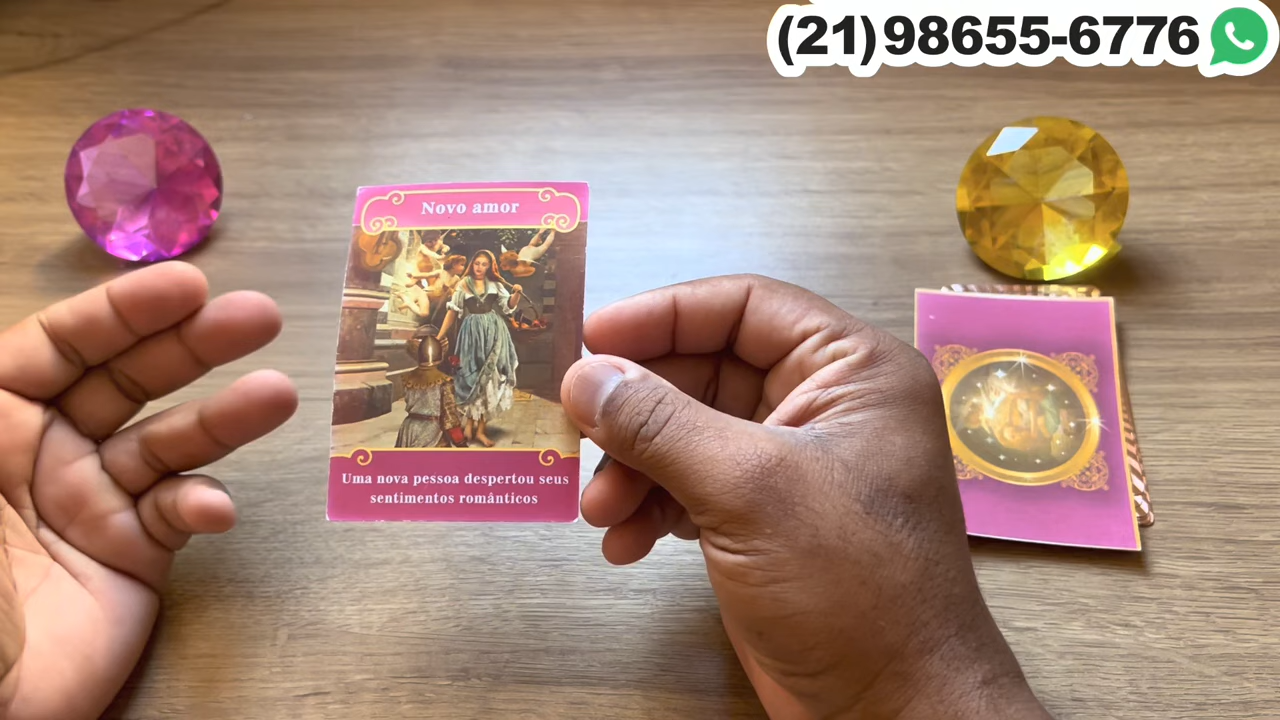 (21)98655-6776
Novo amor
Uma nova pessoa despertou seus
sentimentos românticos